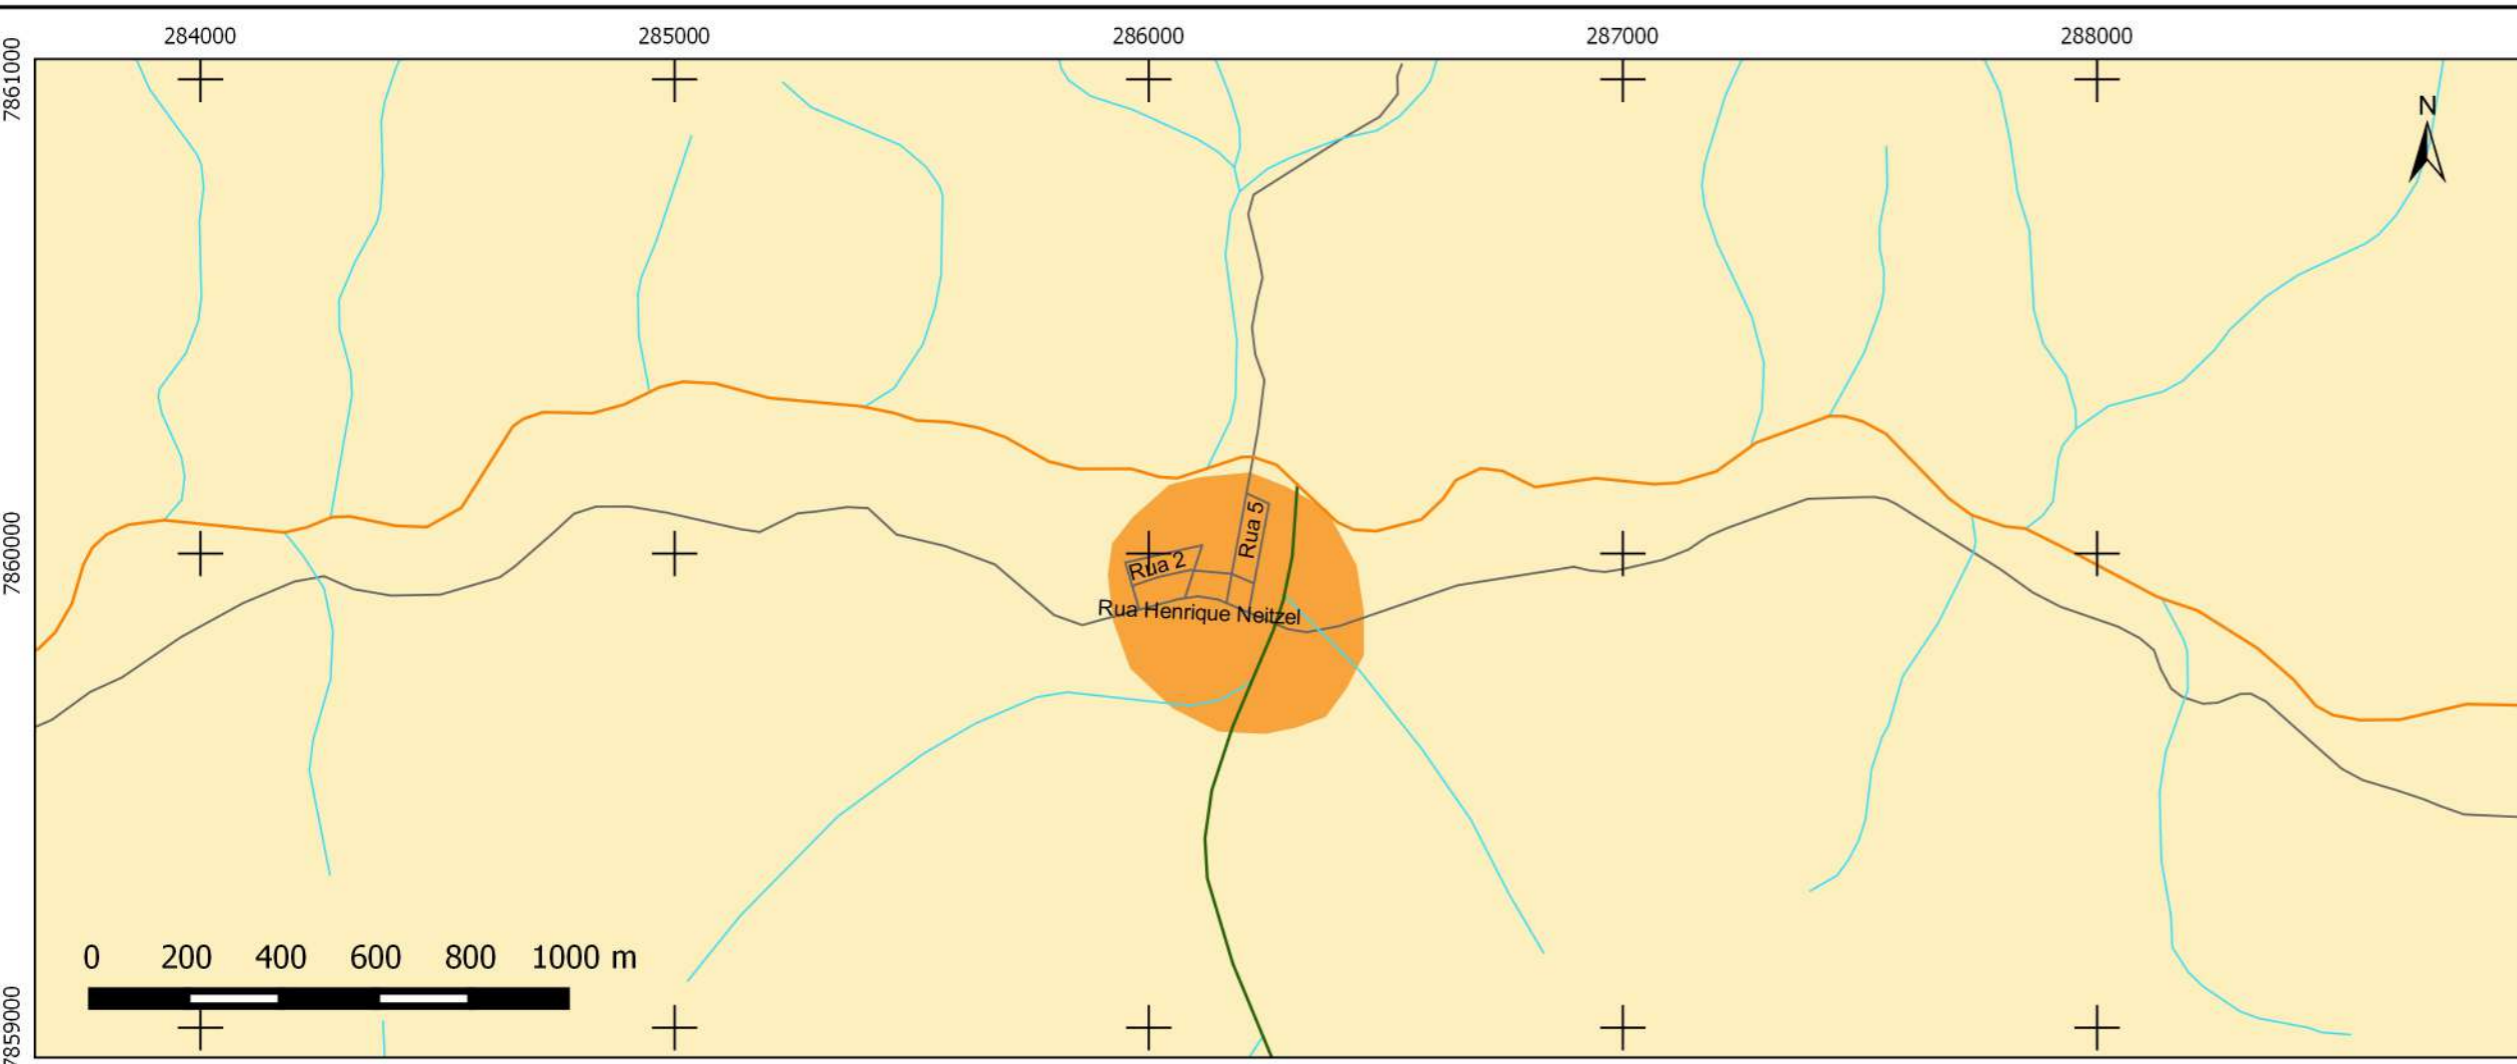 284000 285000 286000 287000 288000
7861000
N
Rua 5
7860000
Rua 2
Rua Henrique Neitzel
0 200 400 600 800 1000 m
7859000